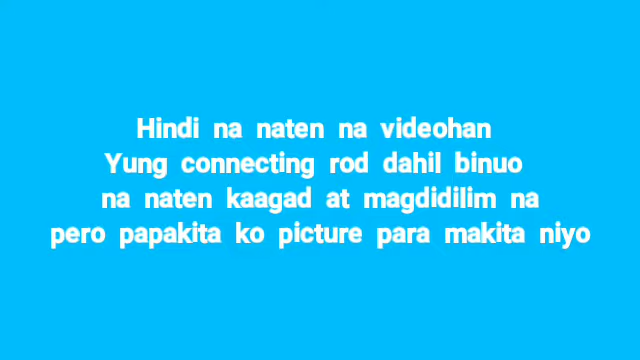 Hindi na naten na videohan
Yung connecting rod dahil binuo
na naten kaagad at magdidilim na
pero papakita ko picture para makita niyo